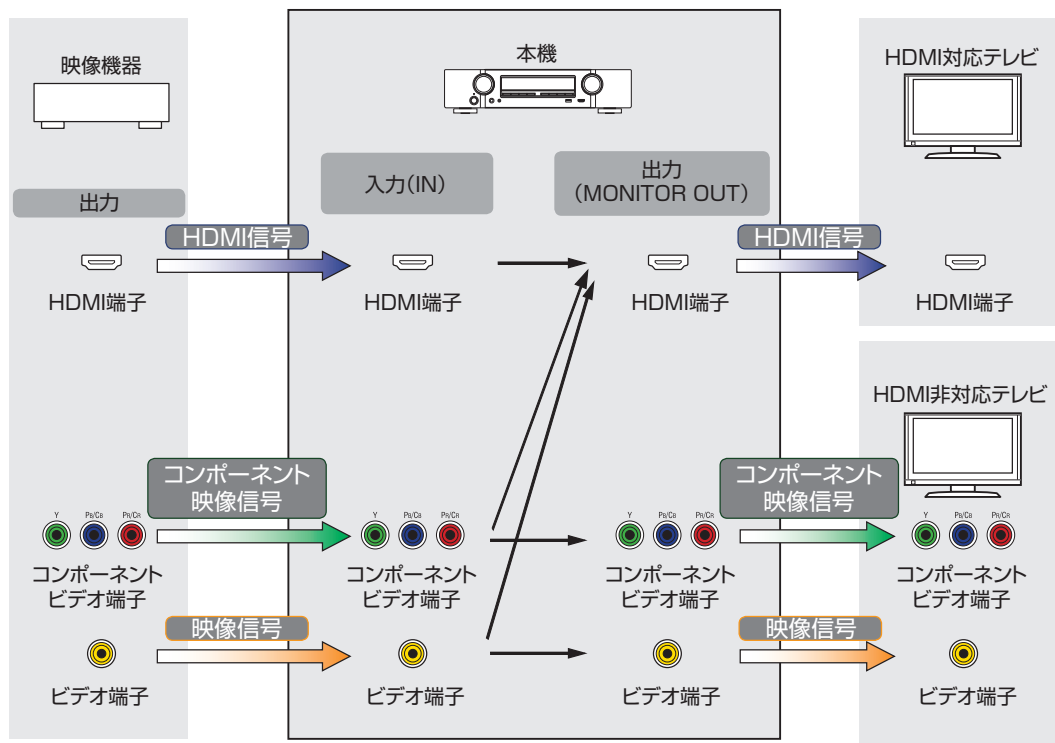 映像機器
本機
HDMI対応テレビ
出力
入力(IN)
出力
(MONITOR OUT)
HDMI信号
HDMI信号
HDMI端子
HDMI端子
HDMI端子
HDMI端子
HDMI非対応テレビ
コンポーネント
映像信号
コンポーネント
映像信号
Y PB/CB PR/CR
Y PB/CB PR/CR
Y PB/CB PR/CR
Y PB/CB PR/CR
コンポーネント
ビデオ端子
コンポーネント
ビデオ端子
コンポーネント
ビデオ端子
コンポーネント
ビデオ端子
映像信号
映像信号
ビデオ端子
ビデオ端子
ビデオ端子
ビデオ端子